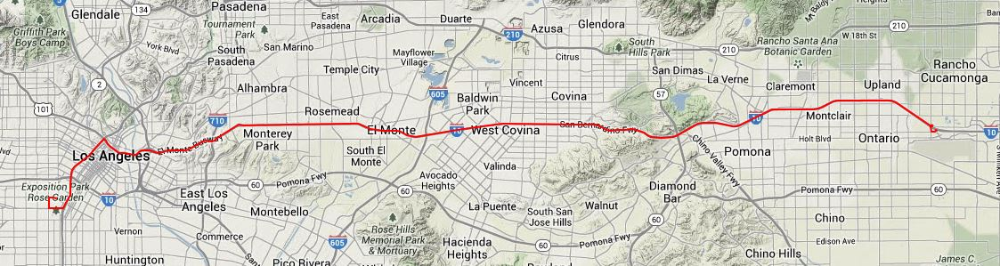 Glendale
134
Pasadena
East
Pasadena
Arcadia
Duarte
Azusa
Glendora
Heights
Griffith Park
Boys Camp
Tournament
Park
York Blvd
South
Pasadena
San Marino
Mayflower
Village
210
Citrus
South
Hills Park
210
W 18th St
Rancho Santa Ana
Botanic Garden
Temple City
Vincent
San Dimas
La Verne
Claremont
Upland
Rancho
Cucamonga
2
Alhambra
605
Baldwin
Park
Covina
57
101
710
Rosemead
El Monte
10
West Covina
San Bernardino Fwy
10
Montclair
10
Los Angeles
El Monte Busway
Monterey
Park
South El
Monte
Holt Blvd
Ontario
Pomona
Chino Valley Fwy
Valinda
Avocado
Heights
Exposition Park
Rose Garden
10
East Los
Angeles
60
Pomona Fwy
60
La Puente
South San
Jose Hills
Walnut
Diamond
Bar
Pomona Fwy
60
Montebello
60
Chino
Vernon
Commerce
605
Rose Hills
Memorial Park
& Mortuary
Hacienda
Heights
60
Pomona Fwy
Edison Ave
Chino Hills
Huntington
Pico Rivera
James C.